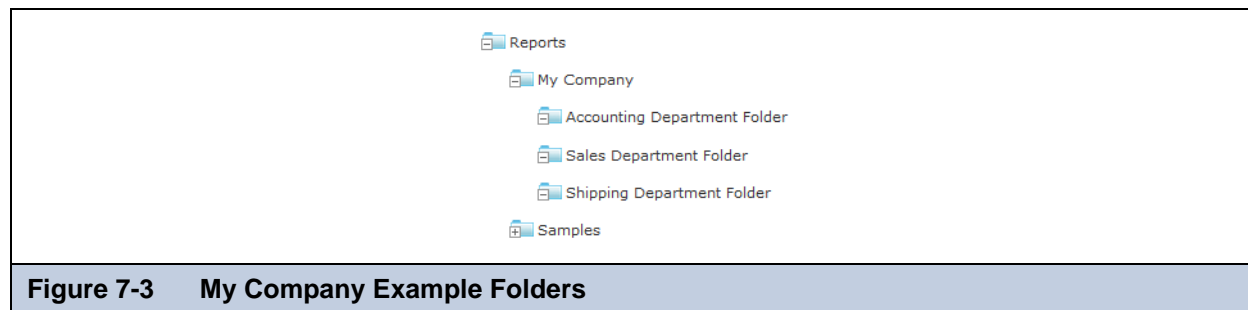 Reports
My Company
Accounting Department Folder
Sales Department Folder
Shipping Department Folder
Samples
Figure 7-3 My Company Example Folders